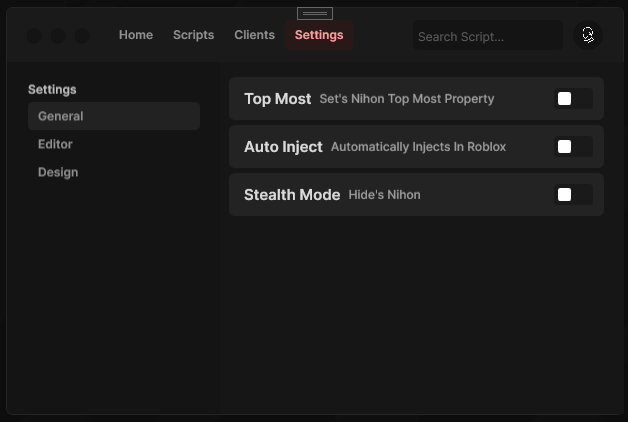 Home Scripts Clients Settings Search Script...
Settings
General
Editor
Design
Top Most Set's Nihon Top Most Property
Auto Inject Automatically Injects In Roblox
Stealth Mode Hide's Nihon